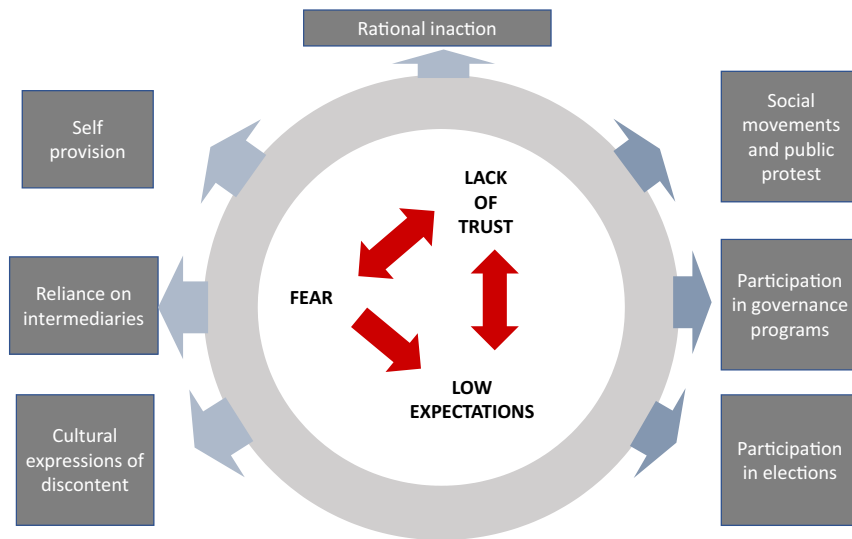 Rational inaction
Self
provision
Social
movements
and public
protest
LACK
OF
TRUST
FEAR
Reliance on
intermediaries
Participation
in governance
programs
LOW
EXPECTATIONS
Cultural
expressions of
discontent
Participation
in elections